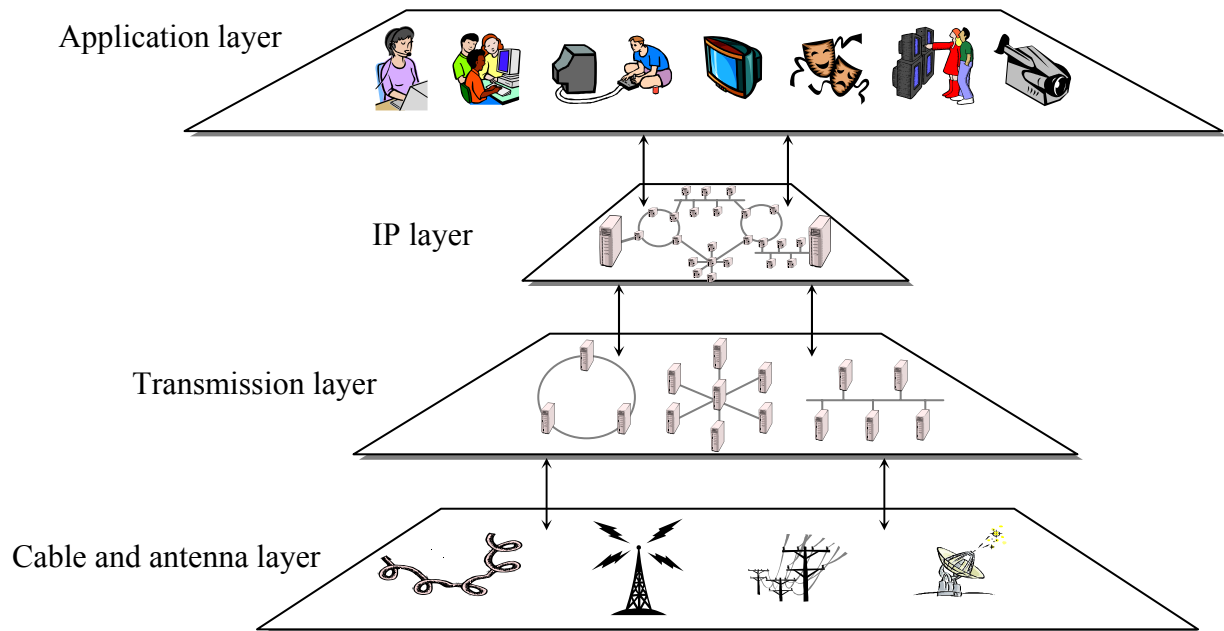 Application layer
IP layer
Transmission layer
Cable and antenna layer